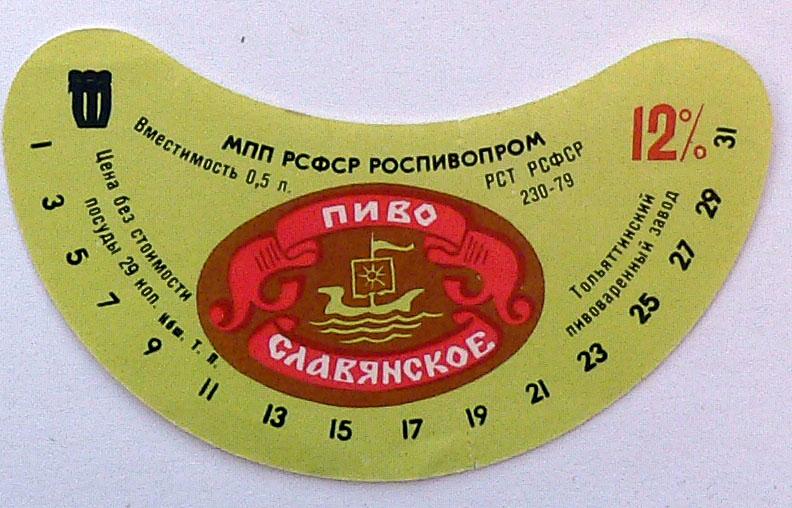 МПП РСФСР РОСПИВОПРОМ
Вместимость 0,5 л.
РСТ РСФСР
230-79
12%
Цена без стоимости
посуды 29 коп.
ПИВО
СЛАВЯНСКОЕ
Тольяттинский
пивоваренный завод
1 3 5 7 9 11 13 15 17 19 21 23 25 27 29 31